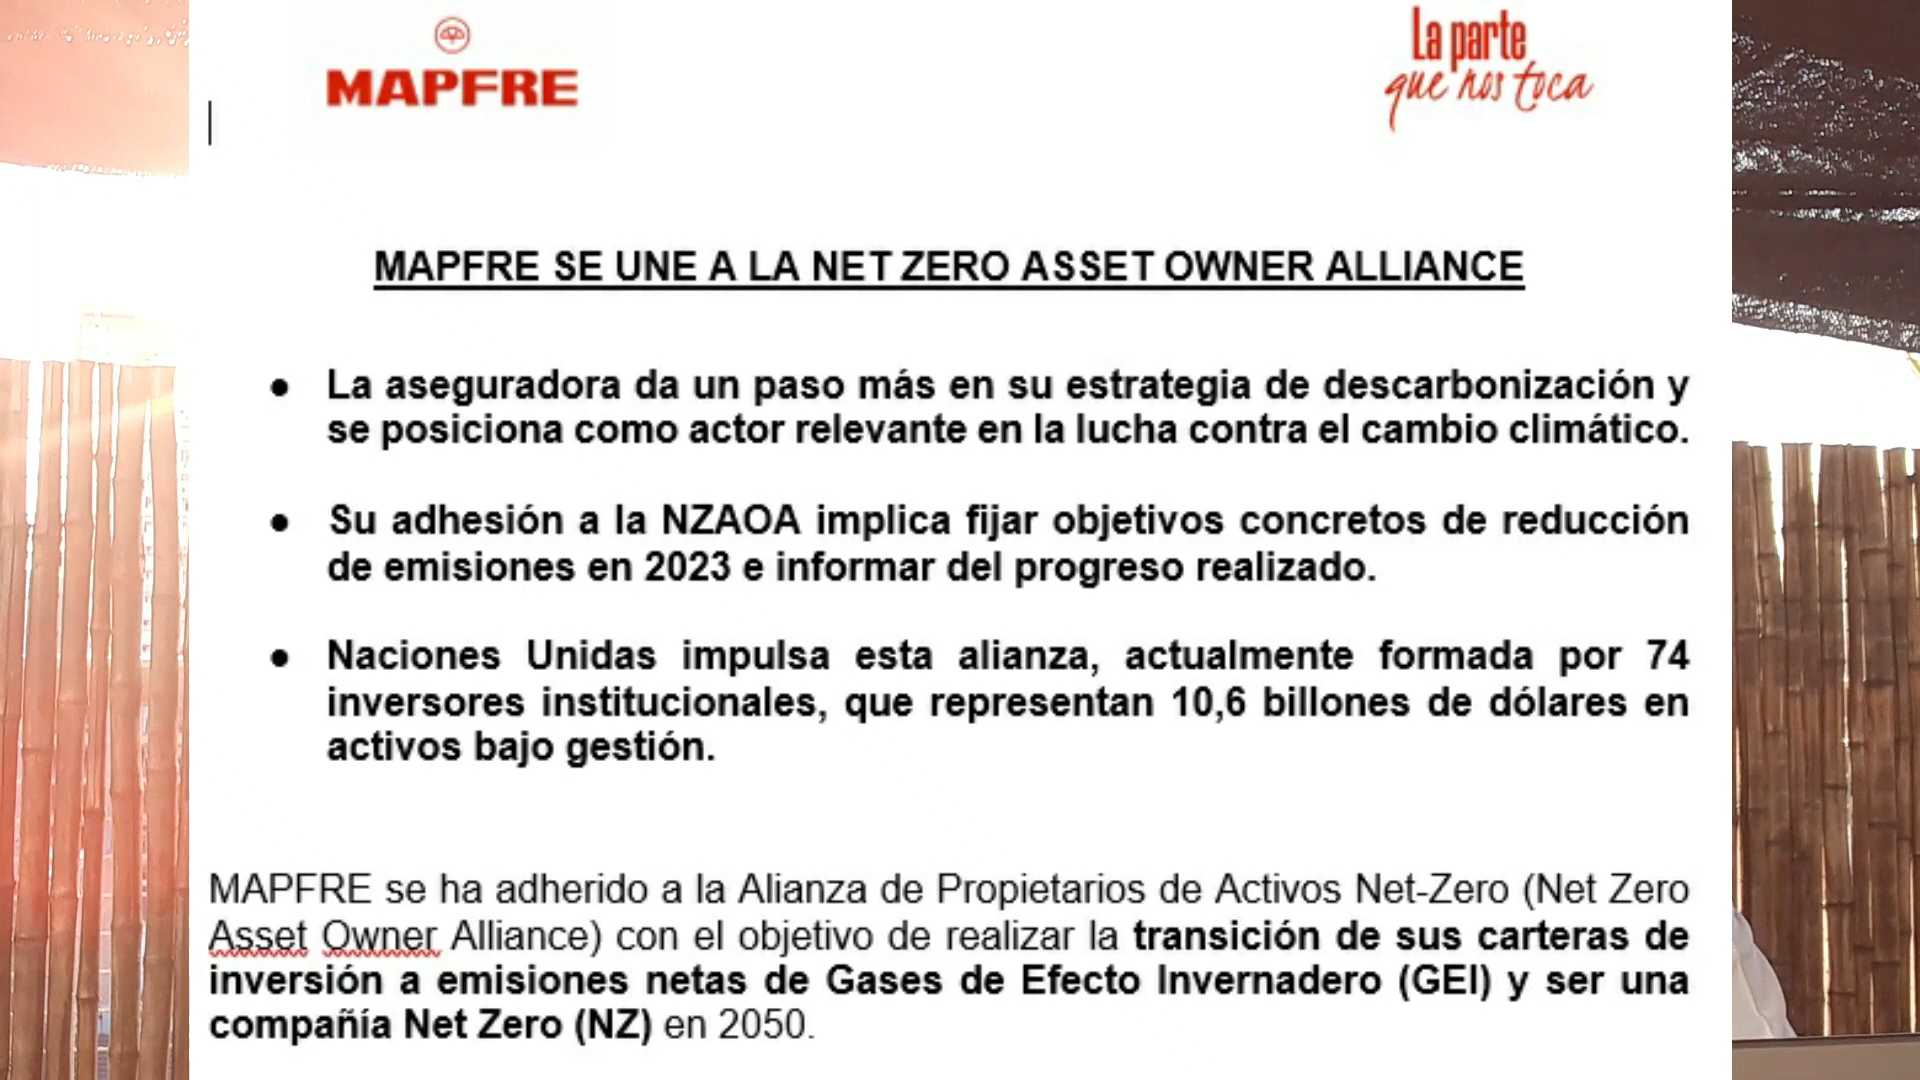 MAPFRE
La parte
que nos toca
MAPFRE SE UNE A LA NET ZERO ASSET OWNER ALLIANCE
● La aseguradora da un paso más en su estrategia de descarbonización y
se posiciona como actor relevante en la lucha contra el cambio climático.
● Su adhesión a la NZAOA implica fijar objetivos concretos de reducción
de emisiones en 2023 e informar del progreso realizado.
● Naciones Unidas impulsa esta alianza, actualmente formada por 74
inversores institucionales, que representan 10,6 billones de dólares en
activos bajo gestión.
MAPFRE se ha adherido a la Alianza de Propietarios de Activos Net-Zero (Net Zero
Asset Owner Alliance) con el objetivo de realizar la transición de sus carteras de
inversión a emisiones netas de Gases de Efecto Invernadero (GEI) y ser una
compañía Net Zero (NZ) en 2050.